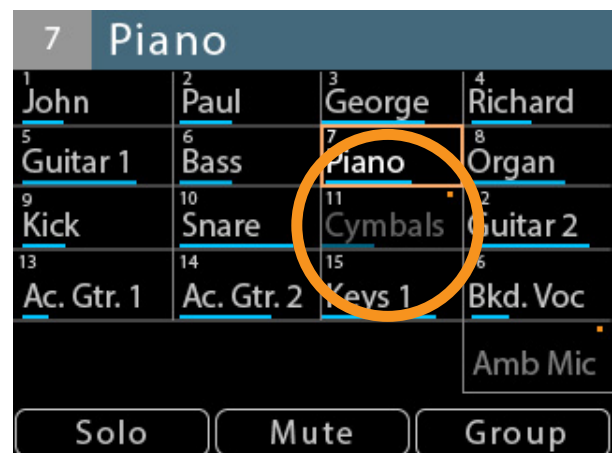 7 Piano
1 2 3 4
John Paul George Richard
5 6 7 8
Guitar 1 Bass Piano Organ
9 10 11 2
Kick Snare Cymbals Guitar 2
13 14 15 6
Ac. Gtr. 1 Ac. Gtr. 2 Keys 1 Bkd. Voc
Amb Mic
Solo Mute Group